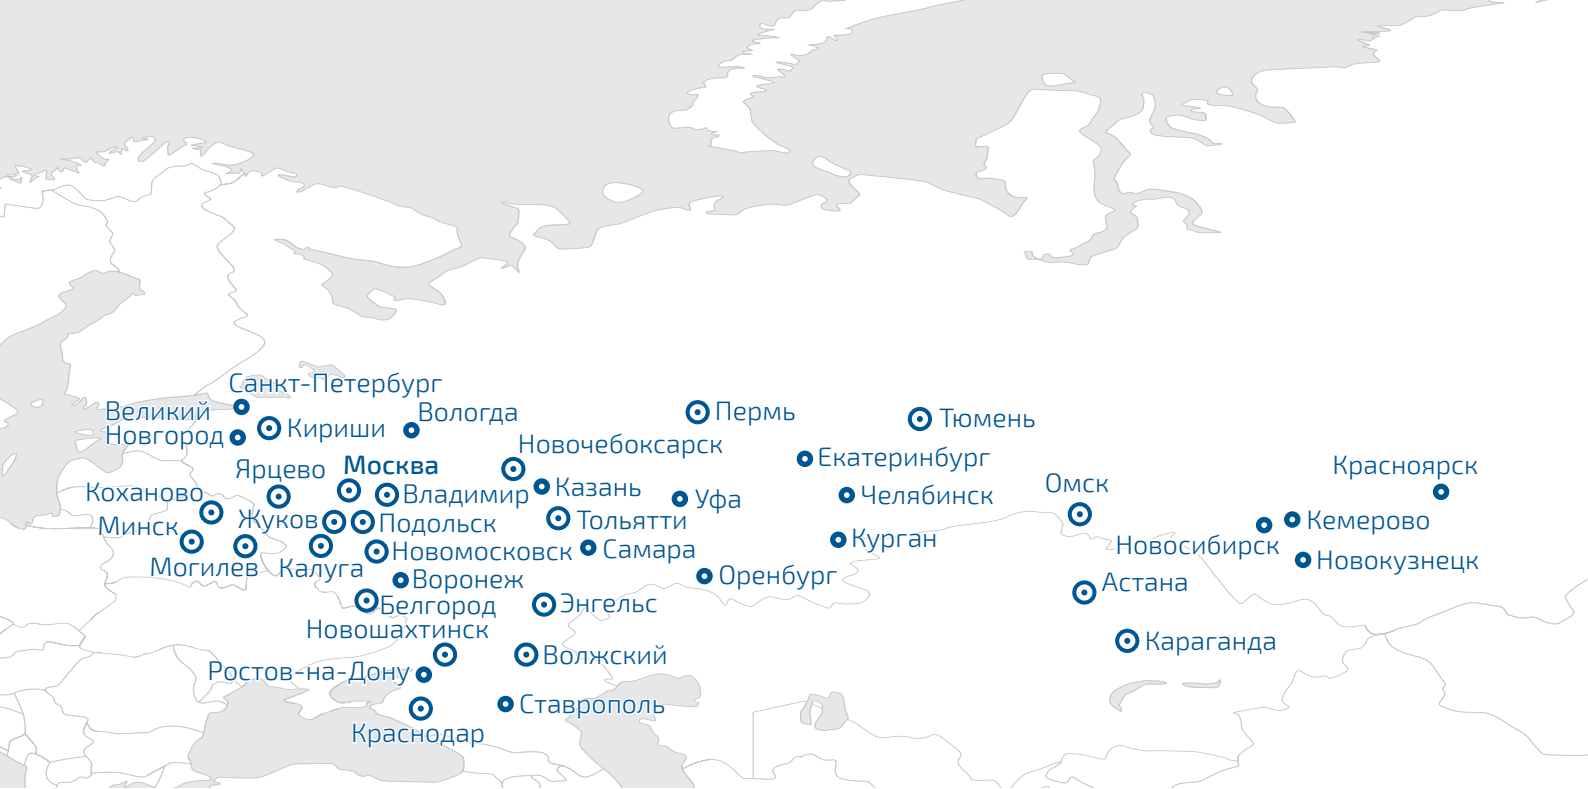 Санкт-Петербург
Великий
Новгород
Кириши
Вологда
Пермь
Тюмень
Новочебоксарск
Екатеринбург
Ярцево
Москва
Красноярск
Коханово
Владимир
Казань
Уфа
Челябинск
Омск
Минск
Жуков
Подольск
Тольятти
Кемерово
Могилев
Калуга
Новомосковск
Самара
Курган
Новосибирск
Новокузнецк
Воронеж
Оренбург
Астана
Белгород
Энгельс
Новошахтинск
Караганда
Волжский
Ростов-на-Дону
Ставрополь
Краснодар